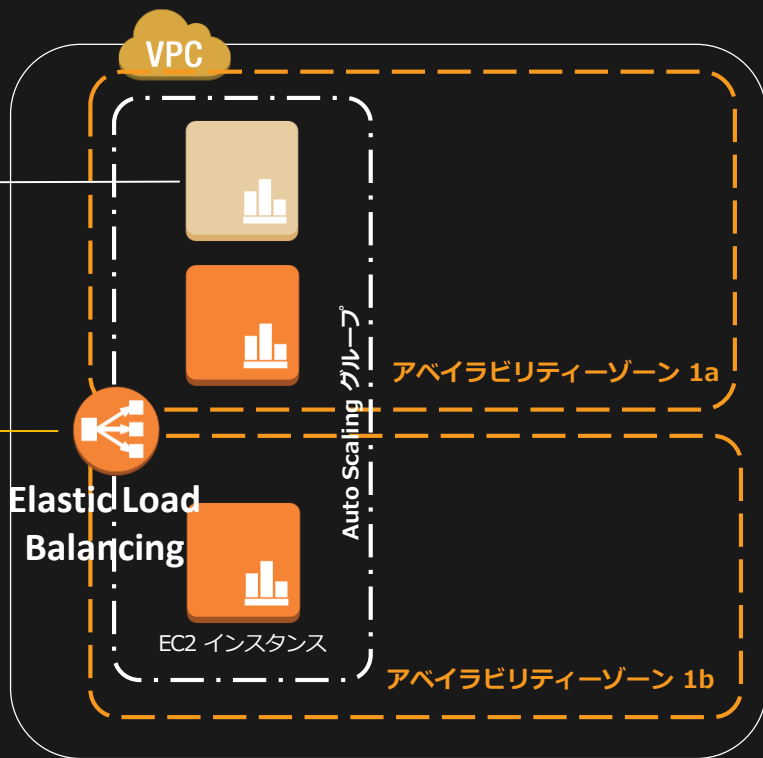 VPC
Auto Scaling グループ
アベイラビリティーゾーン 1a
Elastic Load
Balancing
EC2 インスタンス
アベイラビリティーゾーン 1b